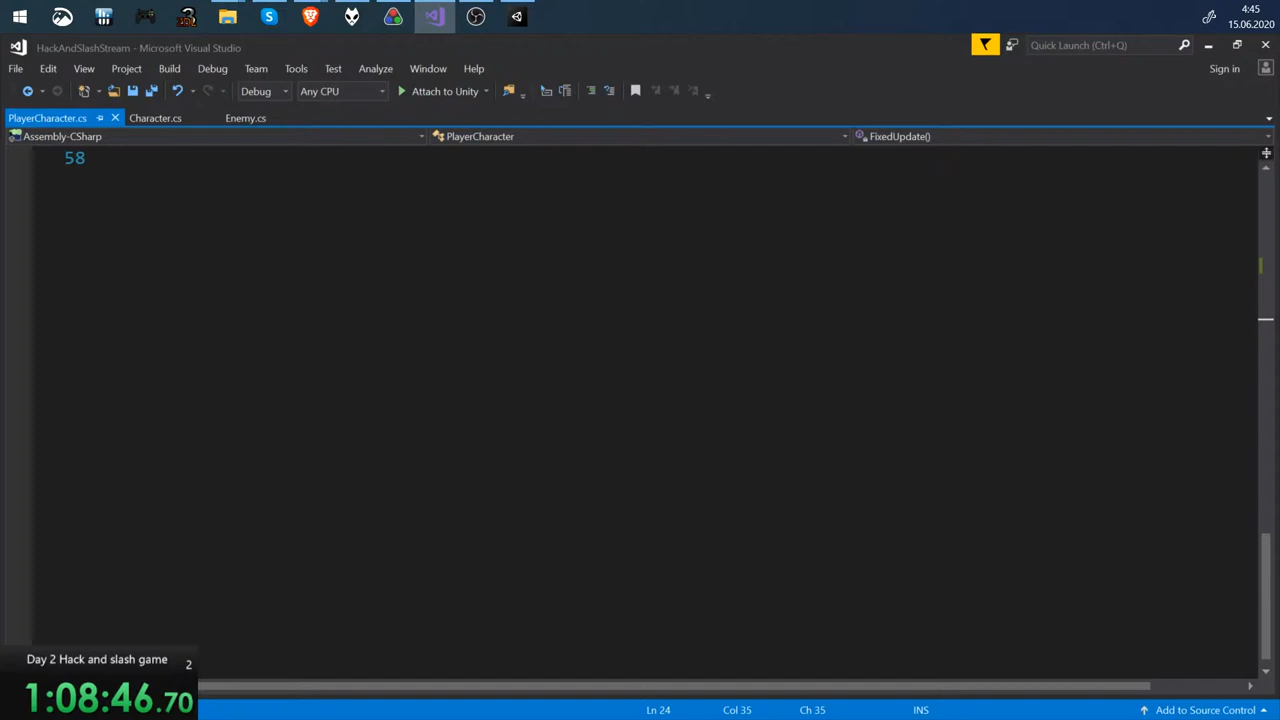 4:45
15.06.2020
HackAndSlashStream - Microsoft Visual Studio
Quick Launch (Ctrl+Q)
File Edit View Project Build Debug Team Tools Test Analyze Window Help
Sign in
Debug Any CPU Attach to Unity
PlayerCharacter.cs Character.cs Enemy.cs
Assembly-CSharp PlayerCharacter FixedUpdate()
58
Day 2 Hack and slash game 2
1:08:46.70
Ln 24 Col 35 Ch 35 INS Add to Source Control